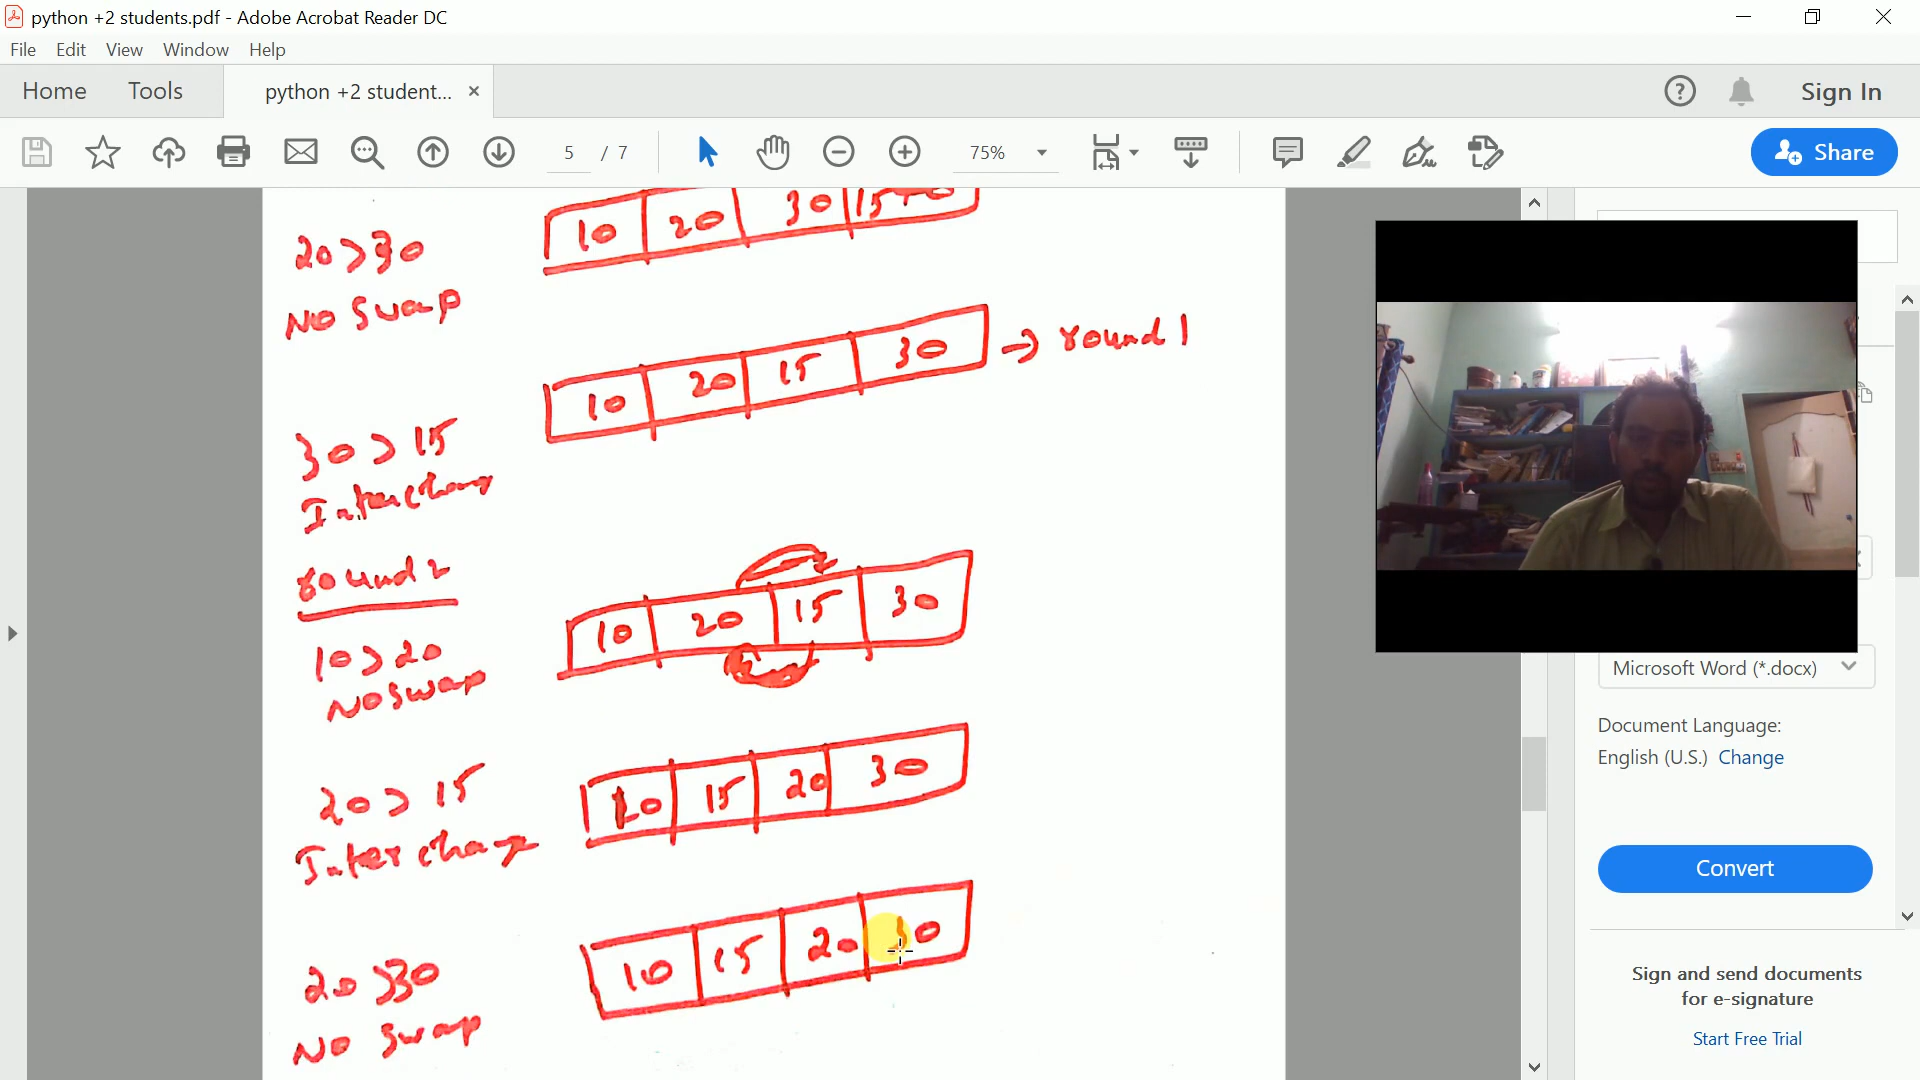 python +2 students.pdf - Adobe Acrobat Reader DC
File Edit View Window Help
Home Tools python +2 student... ×
? Sign In
5 / 7 75% Share
10 20 30 15
20>30
No Swap
10 20 15 30 → round 1
30 > 15
Interchang
round 2
10 20 15 30
10>20
No Swap
10 15 20 30
20 > 15
Interchange
10 15 20 30
20 >30
No Swap
Microsoft Word (*.docx)
Document Language:
English (U.S.) Change
Convert
Sign and send documents
for e-signature
Start Free Trial